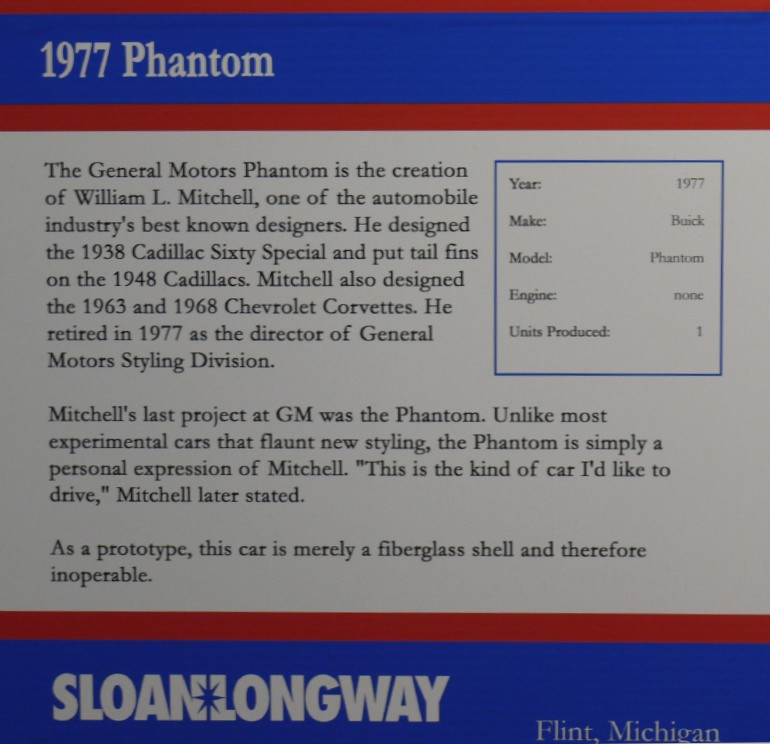 1977 Phantom
The General Motors Phantom is the creation
of William L. Mitchell, one of the automobile
industry's best known designers. He designed
the 1938 Cadillac Sixty Special and put tail fins
on the 1948 Cadillacs. Mitchell also designed
the 1963 and 1968 Chevrolet Corvettes. He
retired in 1977 as the director of General
Motors Styling Division.
Year: 1977
Make: Buick
Model: Phantom
Engine: none
Units Produced: 1
Mitchell's last project at GM was the Phantom. Unlike most
experimental cars that flaunt new styling, the Phantom is simply a
personal expression of Mitchell. "This is the kind of car I'd like to
drive," Mitchell later stated.
As a prototype, this car is merely a fiberglass shell and therefore
inoperable.
SLOAN LONGWAY
Flint, Michigan